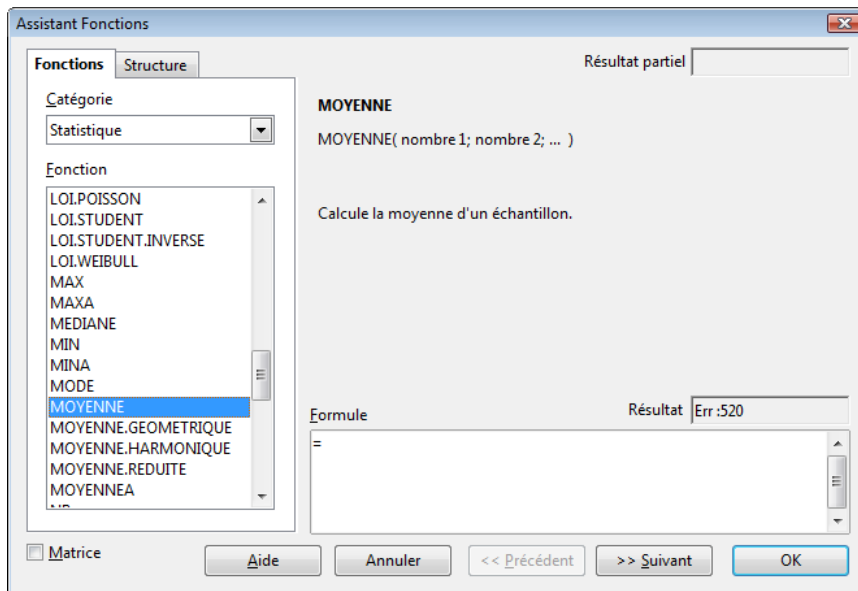 Assistant Fonctions
Fonctions
Structure
Résultat partiel
Catégorie
Statistique
Fonction
LOI.POISSON
LOI.STUDENT
LOI.STUDENT.INVERSE
LOI.WEIBULL
MAX
MAXA
MEDIANE
MIN
MINA
MODE
MOYENNE
MOYENNE.GEOMETRIQUE
MOYENNE.HARMONIQUE
MOYENNE.REDUITE
MOYENNEA
MOYENNE
MOYENNE( nombre 1; nombre 2; ... )
Calcule la moyenne d'un échantillon.
Formule
Résultat
Err :520
=
Matrice
Aide
Annuler
<< Précédent
>> Suivant
OK